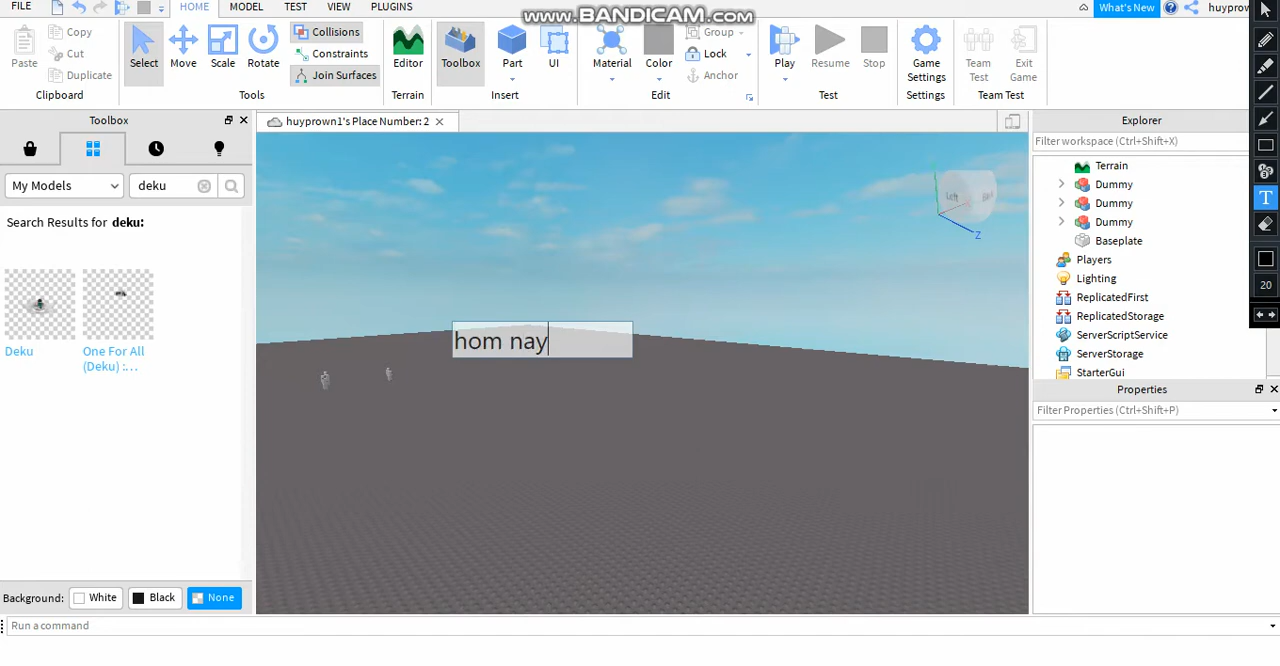 www.BANDICAM.com
FILE HOME MODEL TEST VIEW PLUGINS What's New
Paste Copy Cut Duplicate Clipboard
Select Move Scale Rotate Collisions Constraints Join Surfaces Tools
Editor Terrain
Toolbox Part UI Insert
Material Color Group Lock Anchor Edit
Play Resume Stop Test
Game Settings Settings
Team Test Exit Game Team Test
Toolbox
huyprown1's Place Number: 2
Explorer
Filter workspace (Ctrl+Shift+X)
My Models deku
Search Results for deku:
Deku
One For All (Deku) :...
hom nay
Left
Z
Terrain
Dummy
Dummy
Dummy
Baseplate
Players
Lighting
ReplicatedFirst
ReplicatedStorage
ServerScriptService
ServerStorage
StarterGui
Properties
Filter Properties (Ctrl+Shift+P)
T
20
Background: White Black None
Run a command